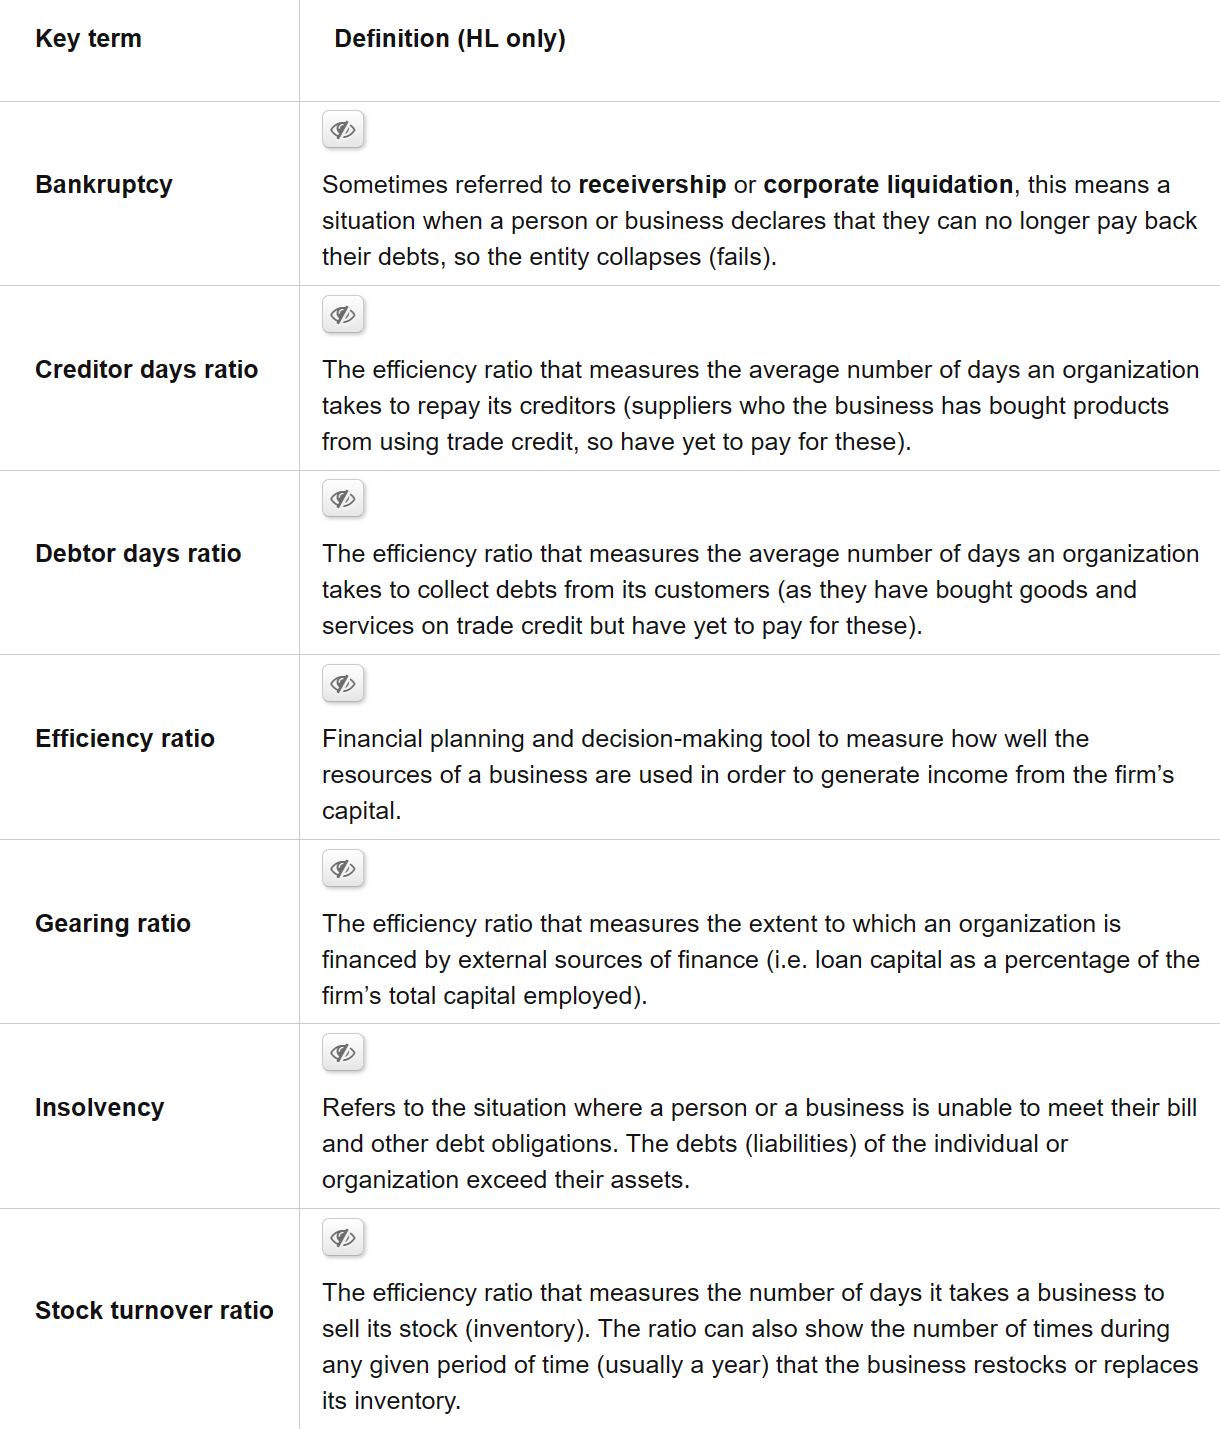 Key term
Definition (HL only)
Bankruptcy
Sometimes referred to receivership or corporate liquidation, this means a
situation when a person or business declares that they can no longer pay back
their debts, so the entity collapses (fails).
Creditor days ratio
The efficiency ratio that measures the average number of days an organization
takes to repay its creditors (suppliers who the business has bought products
from using trade credit, so have yet to pay for these).
Debtor days ratio
The efficiency ratio that measures the average number of days an organization
takes to collect debts from its customers (as they have bought goods and
services on trade credit but have yet to pay for these).
Efficiency ratio
Financial planning and decision-making tool to measure how well the
resources of a business are used in order to generate income from the firm’s
capital.
Gearing ratio
The efficiency ratio that measures the extent to which an organization is
financed by external sources of finance (i.e. loan capital as a percentage of the
firm’s total capital employed).
Insolvency
Refers to the situation where a person or a business is unable to meet their bill
and other debt obligations. The debts (liabilities) of the individual or
organization exceed their assets.
Stock turnover ratio
The efficiency ratio that measures the number of days it takes a business to
sell its stock (inventory). The ratio can also show the number of times during
any given period of time (usually a year) that the business restocks or replaces
its inventory.